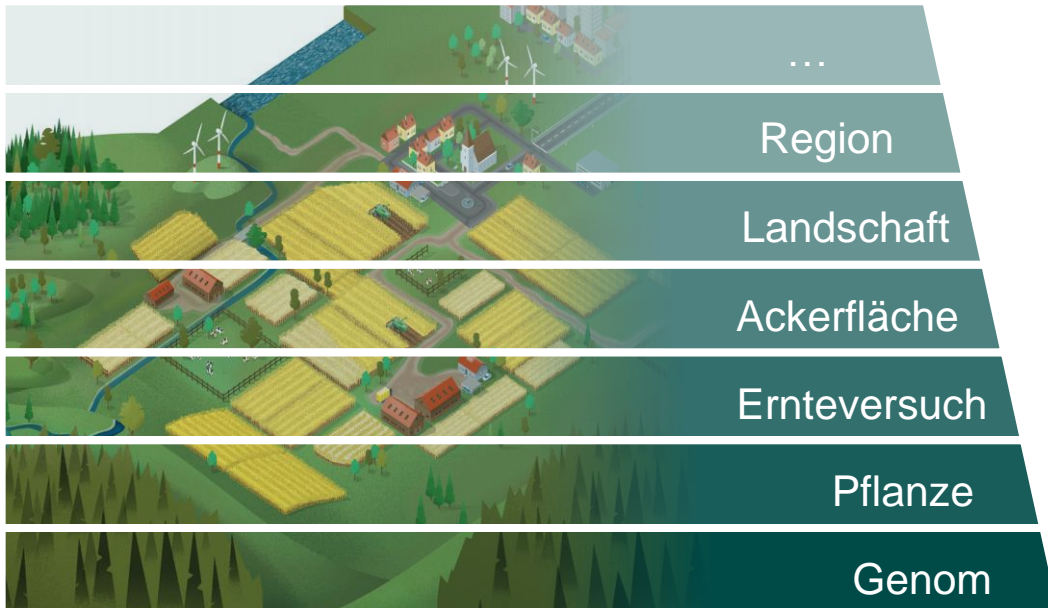 ...
Region
Landschaft
Ackerfläche
Ernteversuch
Pflanze
Genom